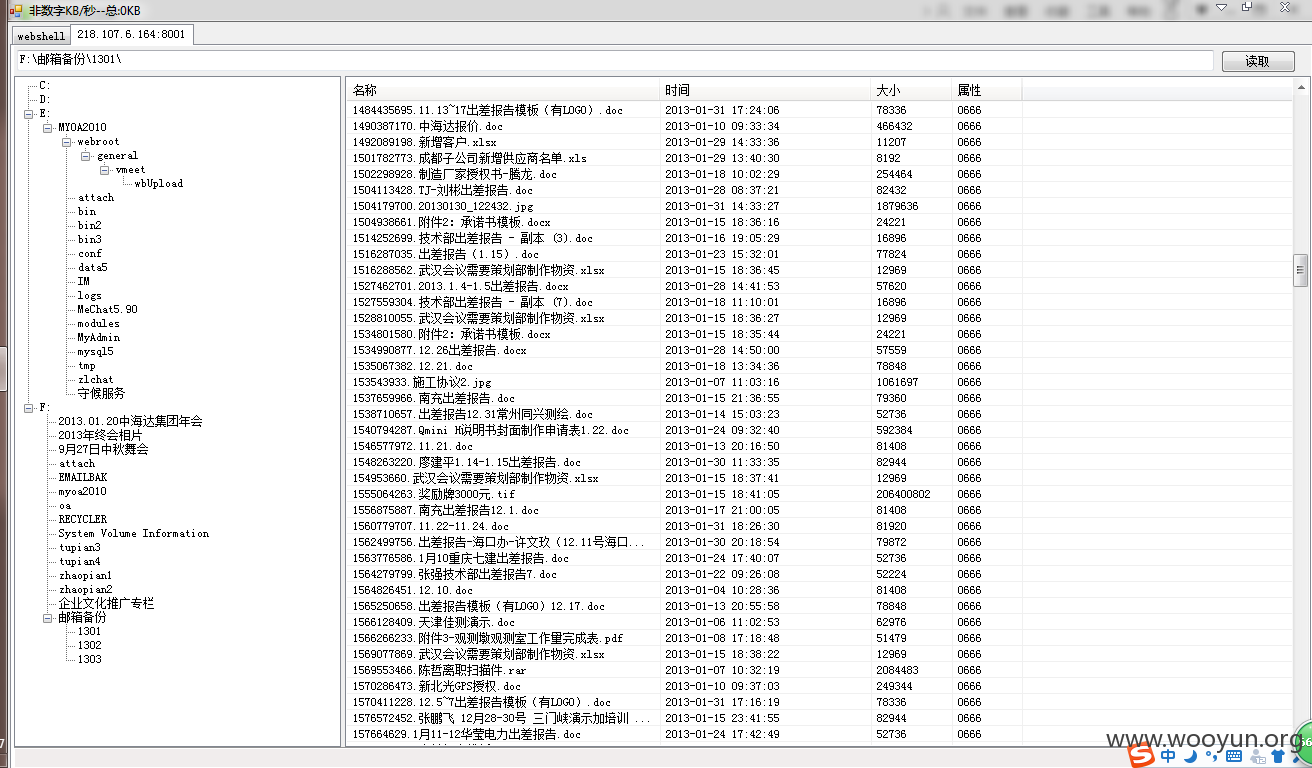 非数字KB/秒--总:0KB
webshell 218.107.6.164:8001
F:\邮箱备份\1301\ 读取
C:
D:
E:
MYOA2010
webroot
general
vmeet
wbUpload
attach
bin
bin2
bin3
conf
data5
IM
logs
MeChat5.90
modules
MyAdmin
mysql5
tmp
zlchat
守候服务
F:
2013.01.20中海达集团年会
2013年终会相片
9月27日中秋舞会
attach
EMAILBAK
myoa2010
oa
RECYCLER
System Volume Information
tupian3
tupian4
zhaopian1
zhaopian2
企业文化推广专栏
邮箱备份
1301
1302
1303
名称 时间 大小 属性
1484435695.11.13~17出差报告模板（有LOGO）.doc 2013-01-31 17:24:06 78336 0666
1490387170.中海达报价.doc 2013-01-10 09:33:34 466432 0666
1492089198.新增客户.xlsx 2013-01-29 14:33:36 11207 0666
1501782773.成都子公司新增供应商名单.xls 2013-01-29 13:40:30 8192 0666
1502298928.制造厂家授权书-腾龙.doc 2013-01-18 10:02:29 254464 0666
1504113428.TJ-刘彬出差报告.doc 2013-01-28 08:37:21 82432 0666
1504179700.20130130_122432.jpg 2013-01-31 14:33:27 1879636 0666
1504938661.附件2：承诺书模板.docx 2013-01-15 18:36:16 24221 0666
1514252699.技术部出差报告 - 副本 (3).doc 2013-01-16 19:05:29 16896 0666
1516287035.出差报告（1.15）.doc 2013-01-23 15:32:01 77824 0666
1516288562.武汉会议需要策划部制作物资.xlsx 2013-01-15 18:36:45 12969 0666
1527462701.2013.1.4-1.5出差报告.docx 2013-01-28 14:41:53 57620 0666
1527559304.技术部出差报告 - 副本 (7).doc 2013-01-18 11:10:01 16896 0666
1528810055.武汉会议需要策划部制作物资.xlsx 2013-01-15 18:36:27 12969 0666
1534801580.附件2：承诺书模板.docx 2013-01-15 18:35:44 24221 0666
1534990877.12.26出差报告.docx 2013-01-28 14:50:00 57559 0666
1535067382.12.21.doc 2013-01-18 13:34:36 78848 0666
153543933.施工协议2.jpg 2013-01-07 11:03:16 1061697 0666
1537659966.南充出差报告.doc 2013-01-15 21:36:55 79360 0666
1538710657.出差报告12.31常州同兴测绘.doc 2013-01-14 15:03:23 52736 0666
1540794287.Qmini H说明书封面制作申请表1.22.doc 2013-01-24 09:32:40 592384 0666
1546577972.11.21.doc 2013-01-13 20:16:50 81408 0666
1548263220.廖建平1.14-1.15出差报告.doc 2013-01-30 11:33:35 82944 0666
154953660.武汉会议需要策划部制作物资.xlsx 2013-01-15 18:37:41 12969 0666
1555064263.奖励牌3000元.tif 2013-01-15 18:41:05 206400802 0666
1556875887.南充出差报告12.1.doc 2013-01-17 21:00:05 81408 0666
1560779707.11.22-11.24.doc 2013-01-31 18:26:30 81920 0666
1562499756.出差报告-海口办-许文玫（12.11号海口... 2013-01-30 20:18:54 79872 0666
1563776586.1月10重庆七建出差报告.doc 2013-01-24 17:40:07 52736 0666
1564279799.张强技术部出差报告7.doc 2013-01-22 09:26:08 52224 0666
1564826451.12.10.doc 2013-01-04 10:28:36 81408 0666
1565250658.出差报告模板（有LOGO）12.17.doc 2013-01-13 20:55:58 78848 0666
1566128409.天津佳测演示.doc 2013-01-06 11:02:53 62976 0666
1566266233.附件3-观测墩观测室工作量完成表.pdf 2013-01-08 17:18:48 51479 0666
1569077869.武汉会议需要策划部制作物资.xlsx 2013-01-15 18:38:22 12969 0666
1569553466.陈哲离职扫描件.rar 2013-01-07 10:32:19 2084483 0666
1570286473.新北光GPS授权.doc 2013-01-10 09:37:03 249344 0666
1570411228.12.5~7出差报告模板（有LOGO）.doc 2013-01-31 17:16:19 78336 0666
1576572452.张鹏飞 12月28-30号 三门峡演示加培训 ... 2013-01-15 23:41:55 82944 0666
157664629.1月11-12华莹电力出差报告.doc 2013-01-24 17:42:49 52736 0666
www.wooyun.org
中